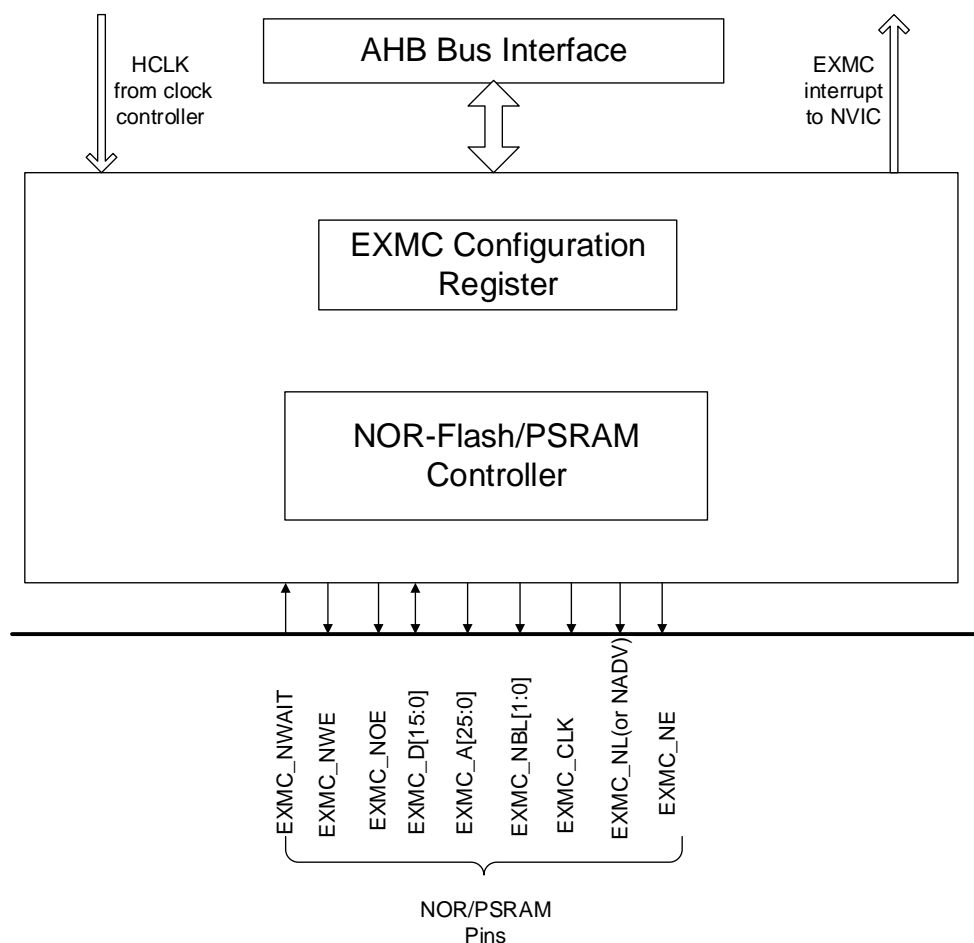 AHB Bus Interface
HCLK
from clock
controller
EXMC
interrupt
to NVIC
EXMC Configuration
Register
NOR-Flash/PSRAM
Controller
EXMC_NWAIT
EXMC_NWE
EXMC_NOE
EXMC_D[15:0]
EXMC_A[25:0]
EXMC_NBL[1:0]
EXMC_CLK
EXMC_NL(or NADV)
EXMC_NE
NOR/PSRAM
Pins